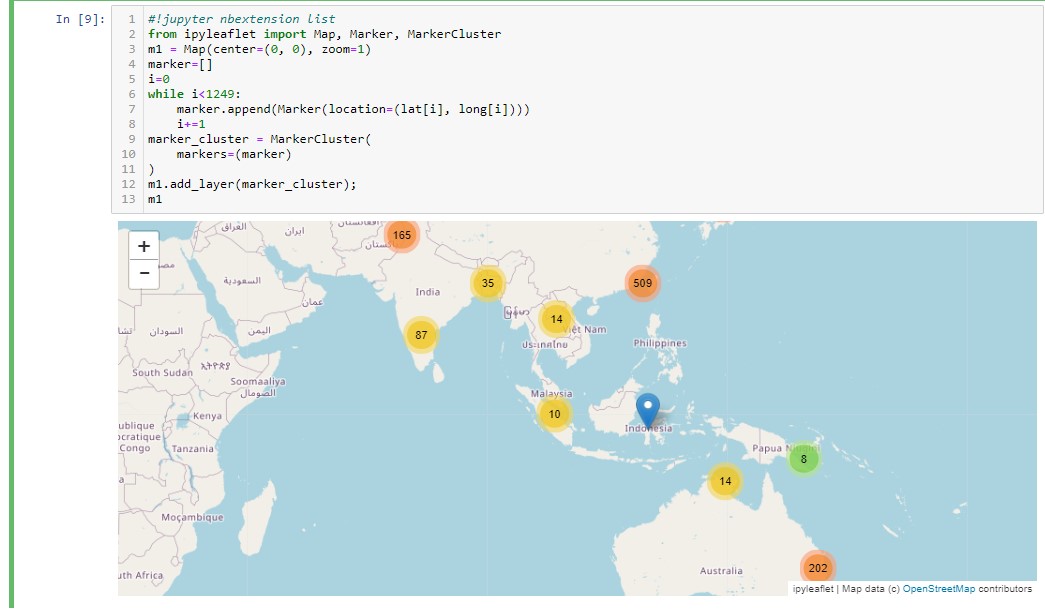 In [9]:
1 #!jupyter nbextension list
2 from ipyleaflet import Map, Marker, MarkerCluster
3 m1 = Map(center=(0, 0), zoom=1)
4 marker=[]
5 i=0
6 while i<1249:
7     marker.append(Marker(location=(lat[i], long[i])))
8     i+=1
9 marker_cluster = MarkerCluster(
10     markers=(marker)
11 )
12 m1.add_layer(marker_cluster);
13 m1
+
−
العراق
ایران
165
السعودية
India
35
509
عمان
14
Việt Nam
السودان
اليمن
87
ประเทศไทย
Philippines
South Sudan
Soomaaliya
الصومال
Malaysia
10
Kenya
Indonesia
Congo
Tanzania
Papua
8
14
Moçambique
Australia
202
Africa
ipyleaflet | Map data (c) OpenStreetMap contributors